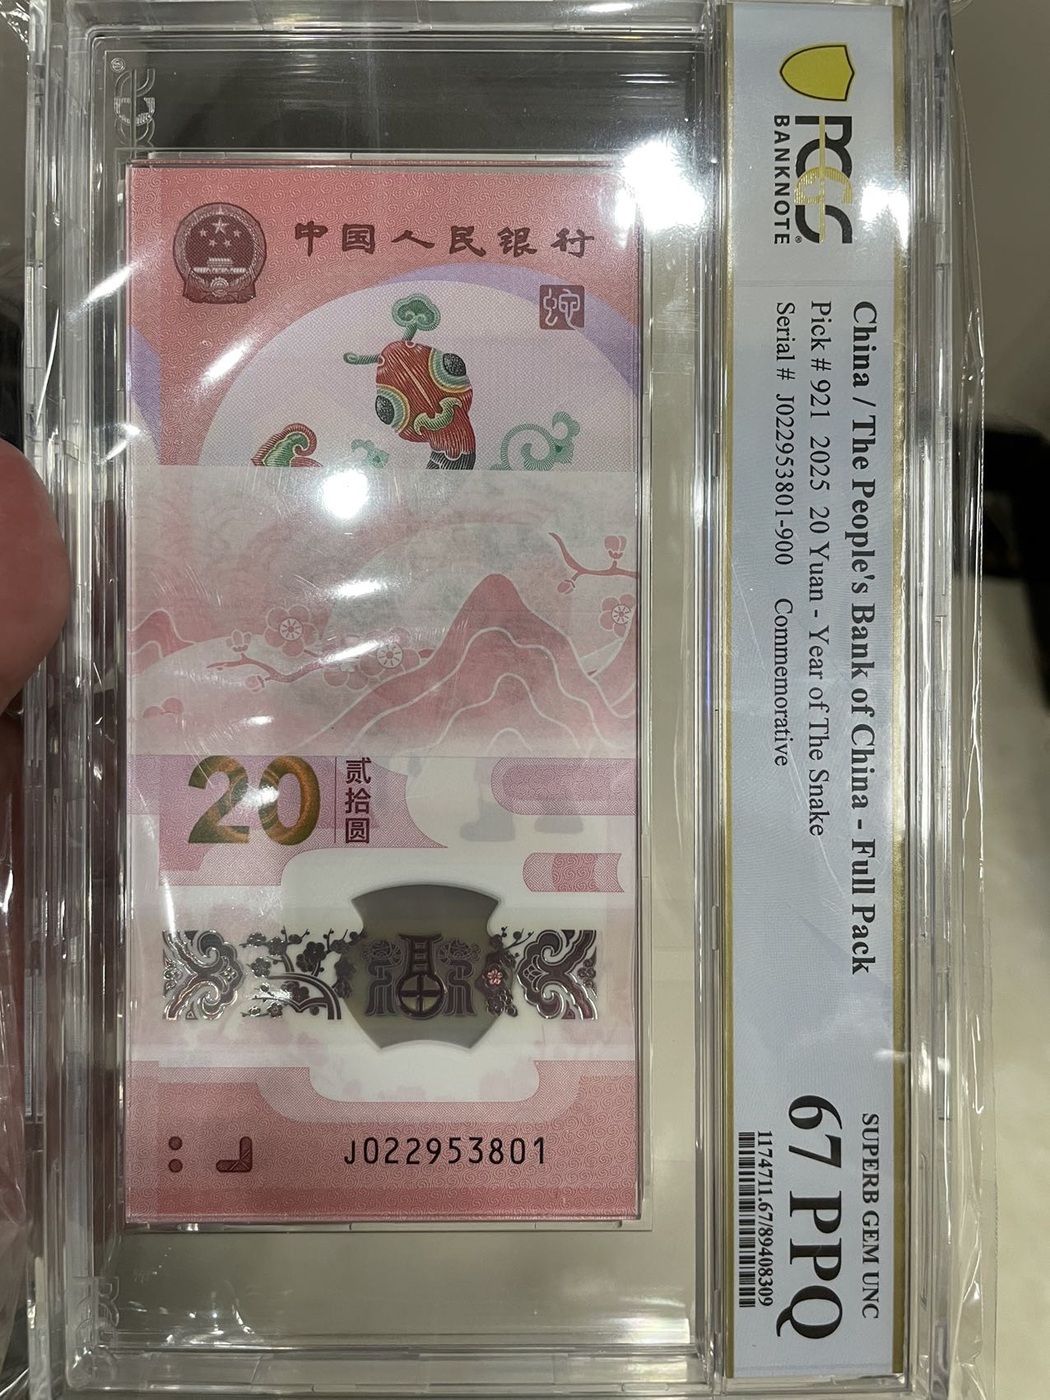 PCGS
BANKNOTE
China / The People's Bank of China - Full Pack
Pick # 921 2025 20 Yuan - Year of The Snake
Serial # J022953801-900 Commemorative
SUPERB GEM UNC
67 PPQ
1174711.67/89408309
中国人民银行
蛇
20
贰拾圆
福
J022953801